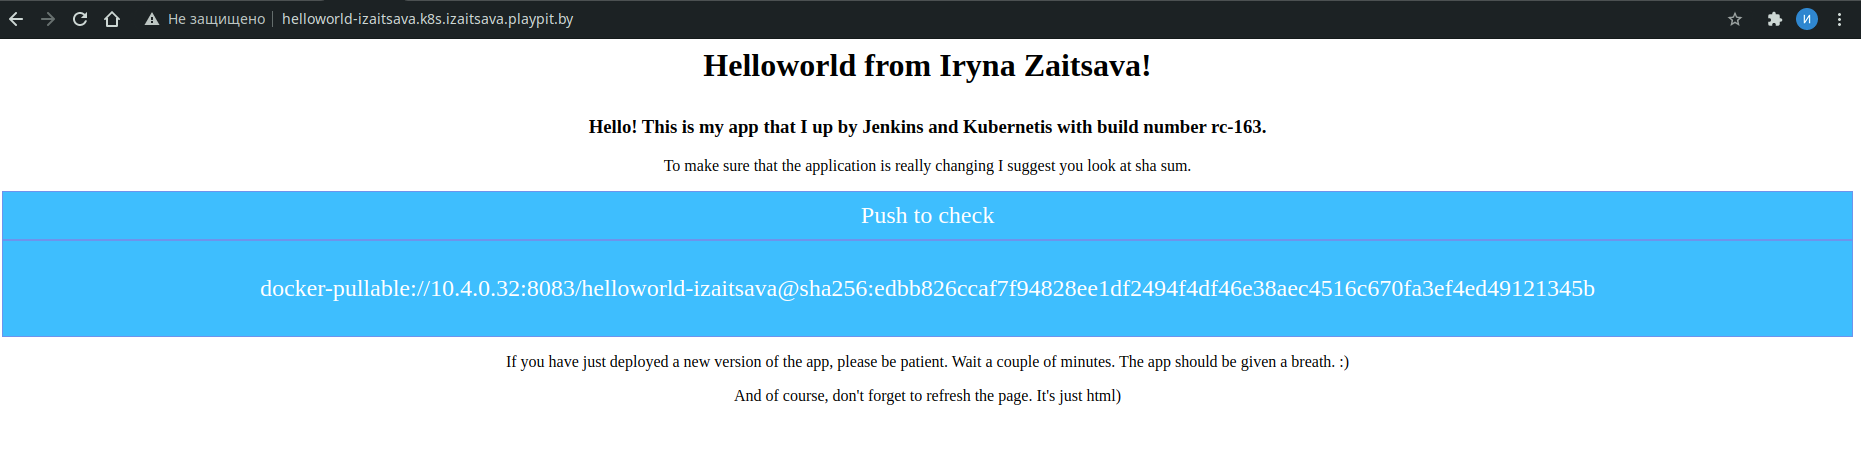 Не защищено helloworld-izaitsava.k8s.izaitsava.playpit.by И
Helloworld from Iryna Zaitsava!
Hello! This is my app that I up by Jenkins and Kubernetis with build number rc-163.
To make sure that the application is really changing I suggest you look at sha sum.
Push to check
docker-pullable://10.4.0.32:8083/helloworld-izaitsava@sha256:edbb826ccaf7f94828ee1df2494f4df46e38aec4516c670fa3ef4ed49121345b
If you have just deployed a new version of the app, please be patient. Wait a couple of minutes. The app should be given a breath. :)
And of course, don't forget to refresh the page. It's just html)